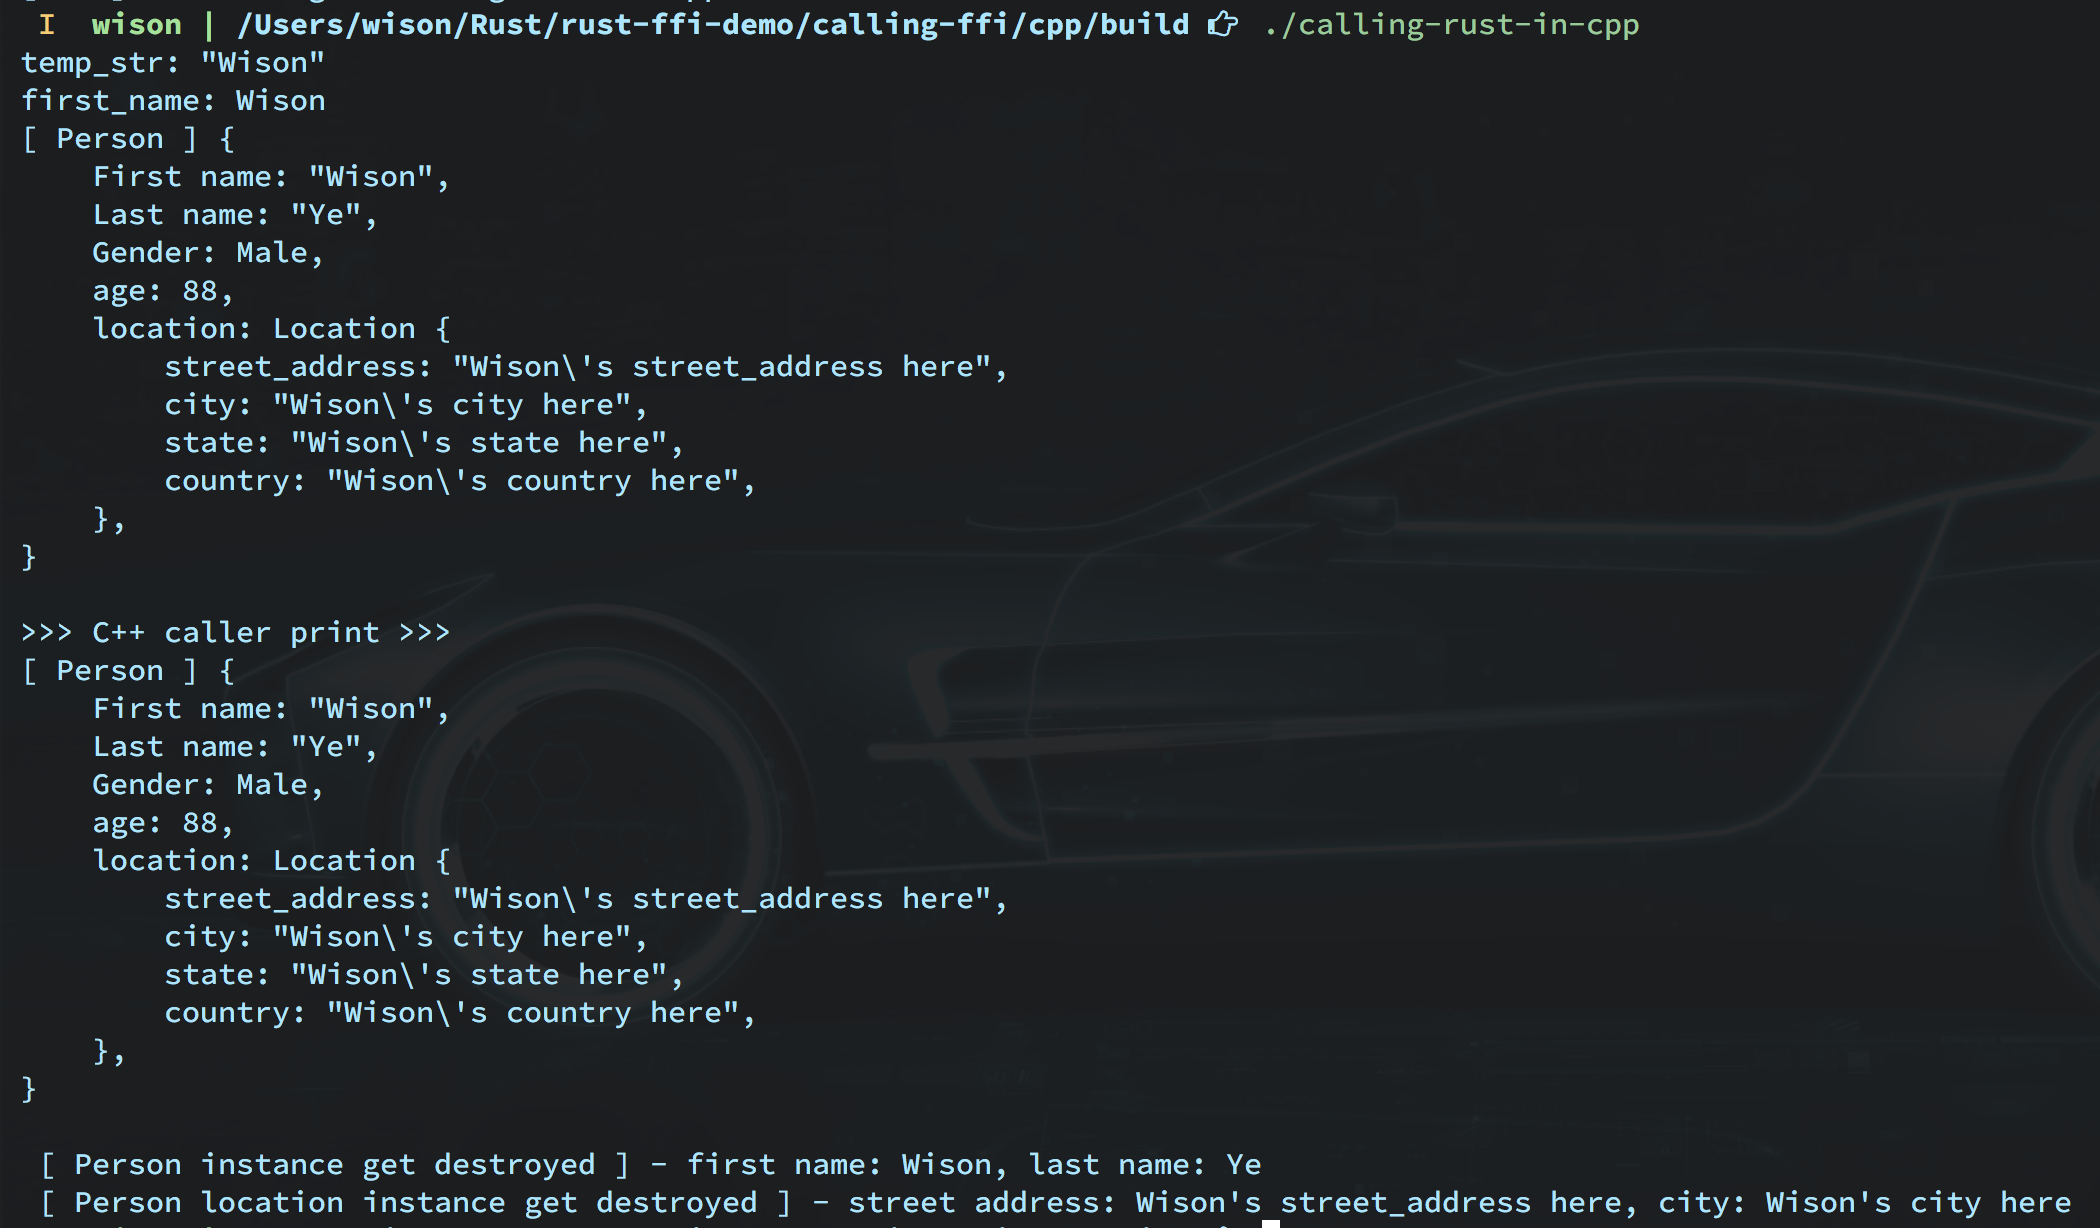 I wison | /Users/wison/Rust/rust-ffi-demo/calling-ffi/cpp/build 👉 ./calling-rust-in-cpp
temp_str: "Wison"
first_name: Wison
[ Person ] {
    First name: "Wison",
    Last name: "Ye",
    Gender: Male,
    age: 88,
    location: Location {
        street_address: "Wison\'s street_address here",
        city: "Wison\'s city here",
        state: "Wison\'s state here",
        country: "Wison\'s country here",
    },
}

>>> C++ caller print >>>
[ Person ] {
    First name: "Wison",
    Last name: "Ye",
    Gender: Male,
    age: 88,
    location: Location {
        street_address: "Wison\'s street_address here",
        city: "Wison\'s city here",
        state: "Wison\'s state here",
        country: "Wison\'s country here",
    },
}

 [ Person instance get destroyed ] - first name: Wison, last name: Ye
 [ Person location instance get destroyed ] - street address: Wison's street_address here, city: Wison's city here